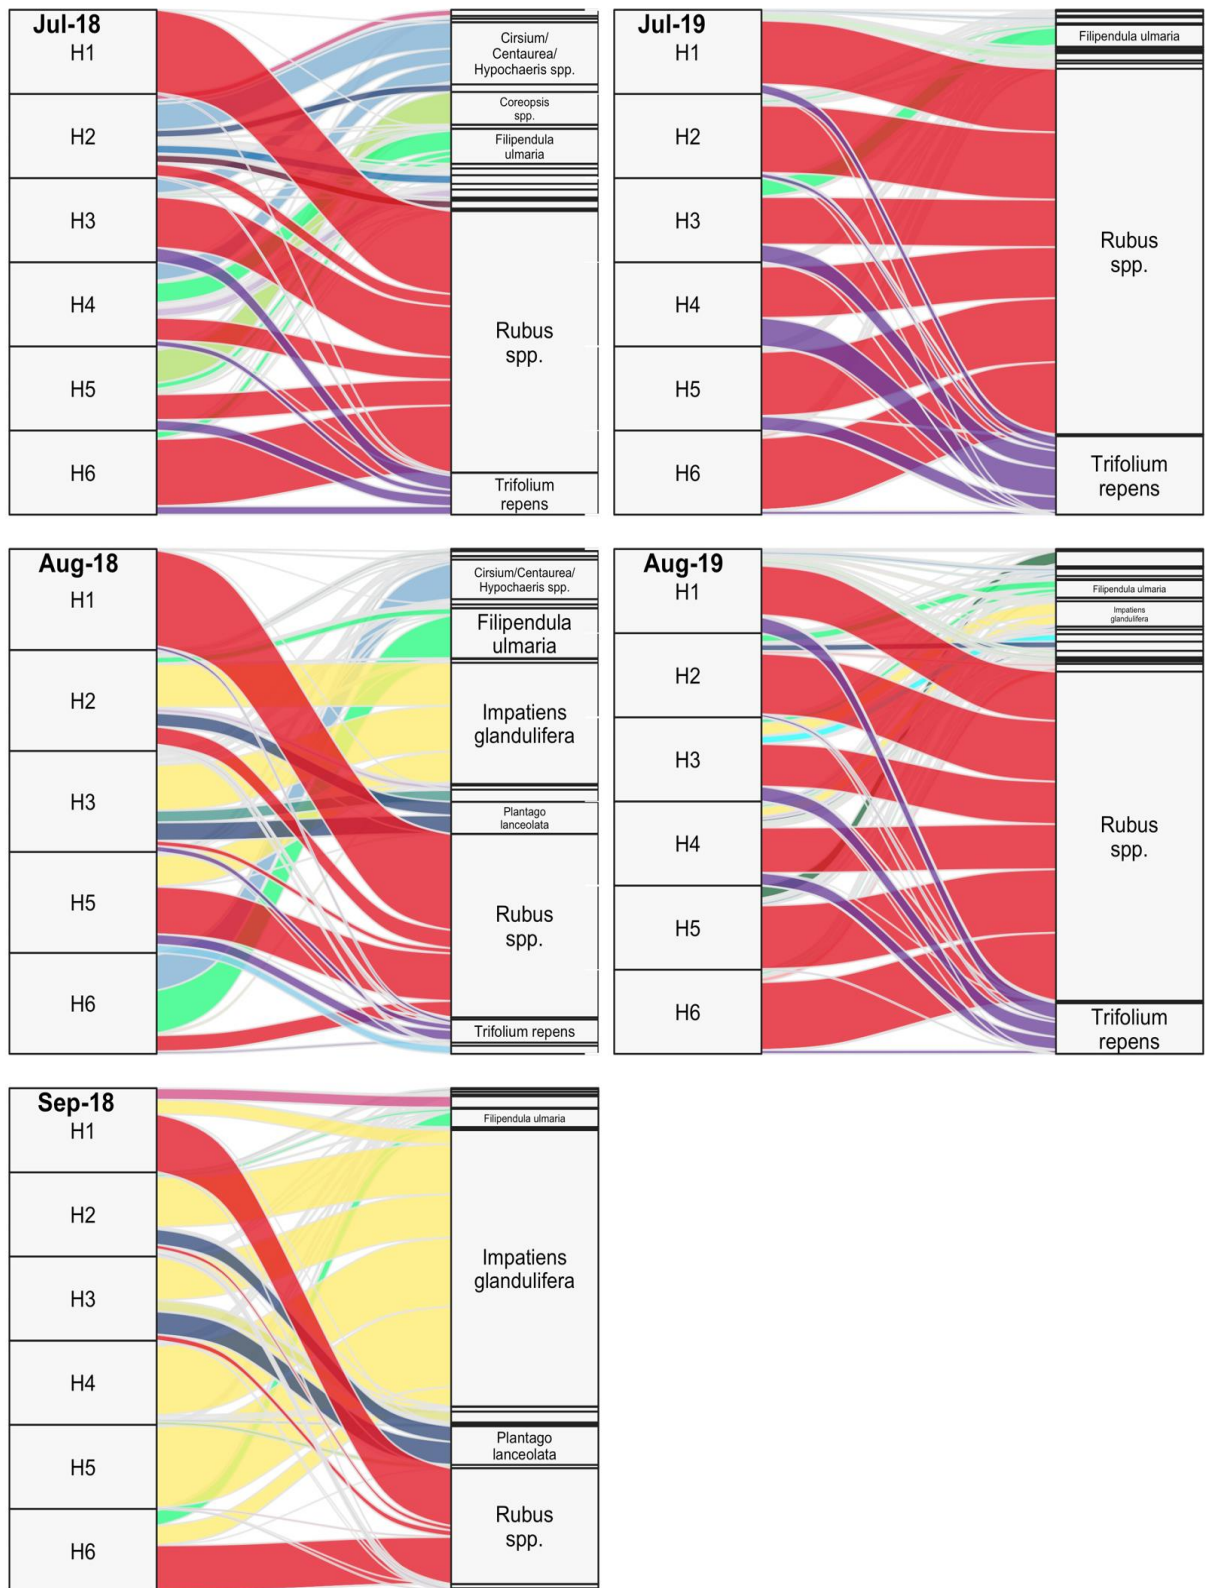 Jul-18
H1
H2
H3
H4
H5
H6
Cirsium/
Centaurea/
Hypochaeris spp.
Coreopsis
spp.
Filipendula
ulmaria
Rubus
spp.
Trifolium
repens
Jul-19
H1
H2
H3
H4
H5
H6
Filipendula ulmaria
Rubus
spp.
Trifolium
repens
Aug-18
H1
H2
H3
H5
H6
Cirsium/Centaurea/
Hypochaeris spp.
Filipendula
ulmaria
Impatiens
glandulifera
Plantago
lanceolata
Rubus
spp.
Trifolium repens
Aug-19
H1
H2
H3
H4
H5
H6
Filipendula ulmaria
Impatiens
glandulifera
Rubus
spp.
Trifolium
repens
Sep-18
H1
H2
H3
H4
H5
H6
Filipendula ulmaria
Impatiens
glandulifera
Plantago
lanceolata
Rubus
spp.